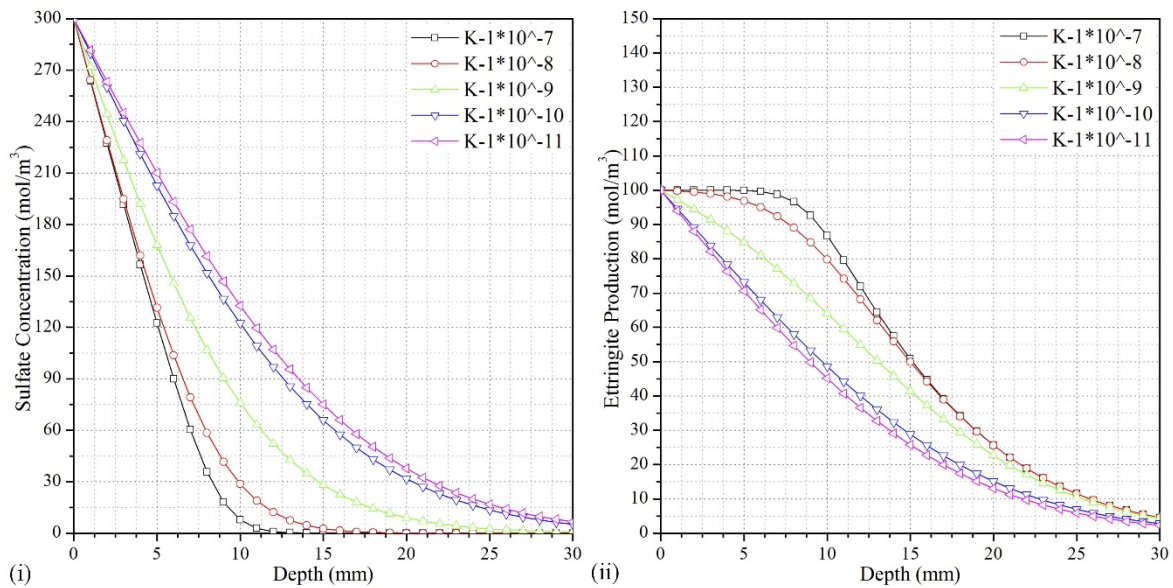 300
270
240
210
180
150
120
90
60
30
0
Sulfate Concentration (mol/m³)
K-1*10^-7
K-1*10^-8
K-1*10^-9
K-1*10^-10
K-1*10^-11
0 5 10 15 20 25 30
Depth (mm)
(i)
150
140
130
120
110
100
90
80
70
60
50
40
30
20
10
0
Ettringite Production (mol/m³)
K-1*10^-7
K-1*10^-8
K-1*10^-9
K-1*10^-10
K-1*10^-11
0 5 10 15 20 25 30
Depth (mm)
(ii)